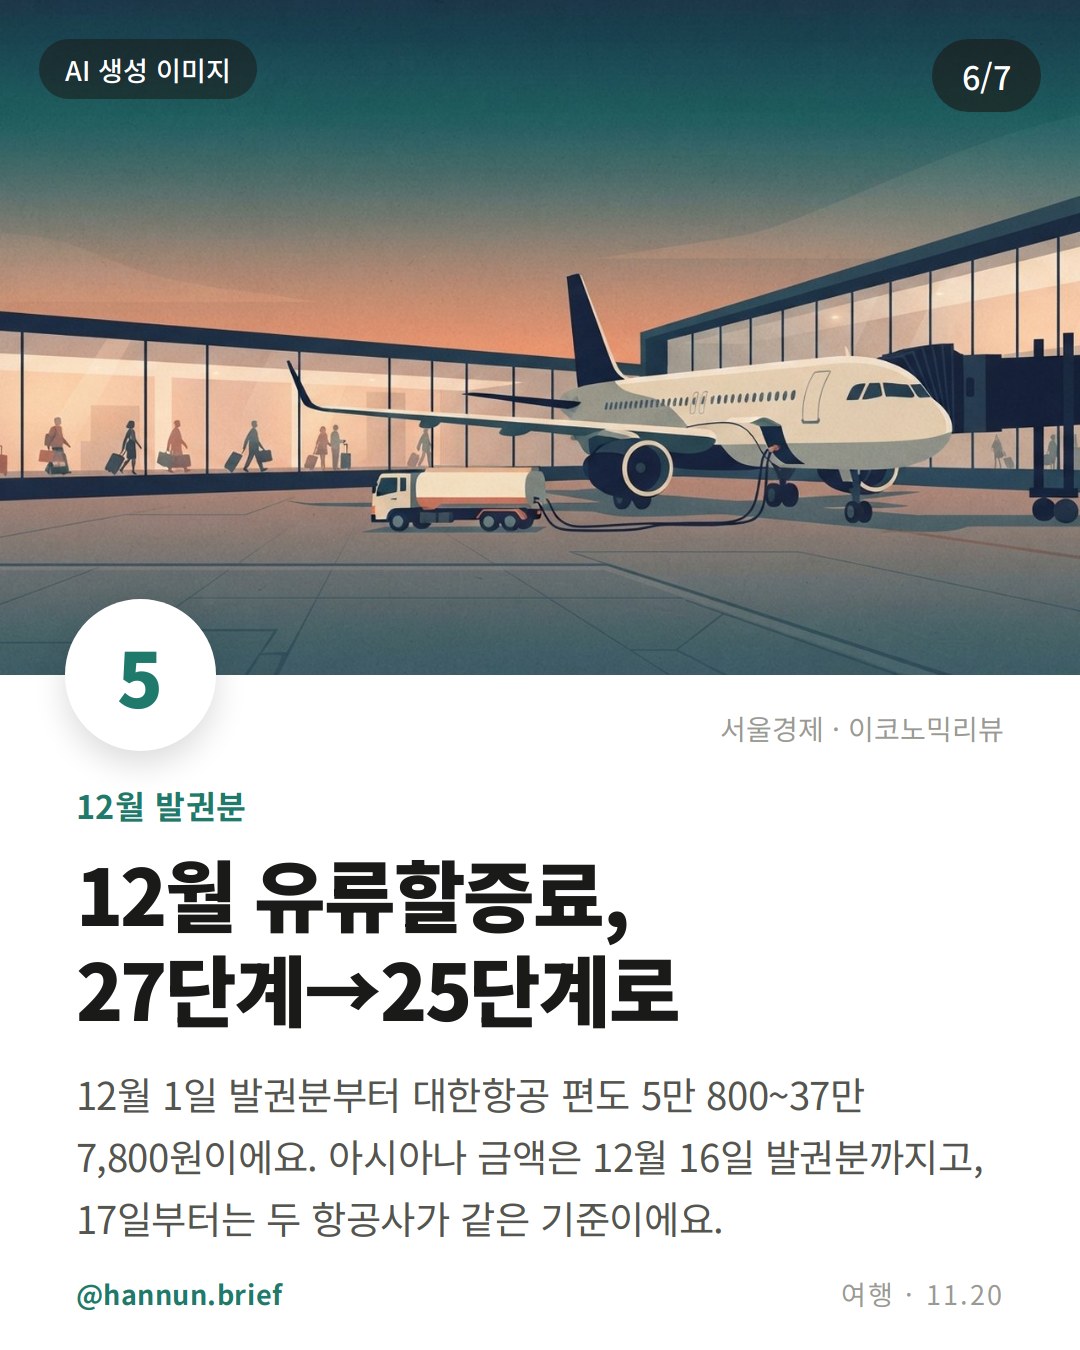 AI 생성 이미지
6/7
5
서울경제 · 이코노믹리뷰
12월 발권분
12월 유류할증료,
27단계→25단계로
12월 1일 발권분부터 대한항공 편도 5만 800~37만
7,800원이에요. 아시아나 금액은 12월 16일 발권분까지고,
17일부터는 두 항공사가 같은 기준이에요.
@hannun.brief
여행 · 11.20